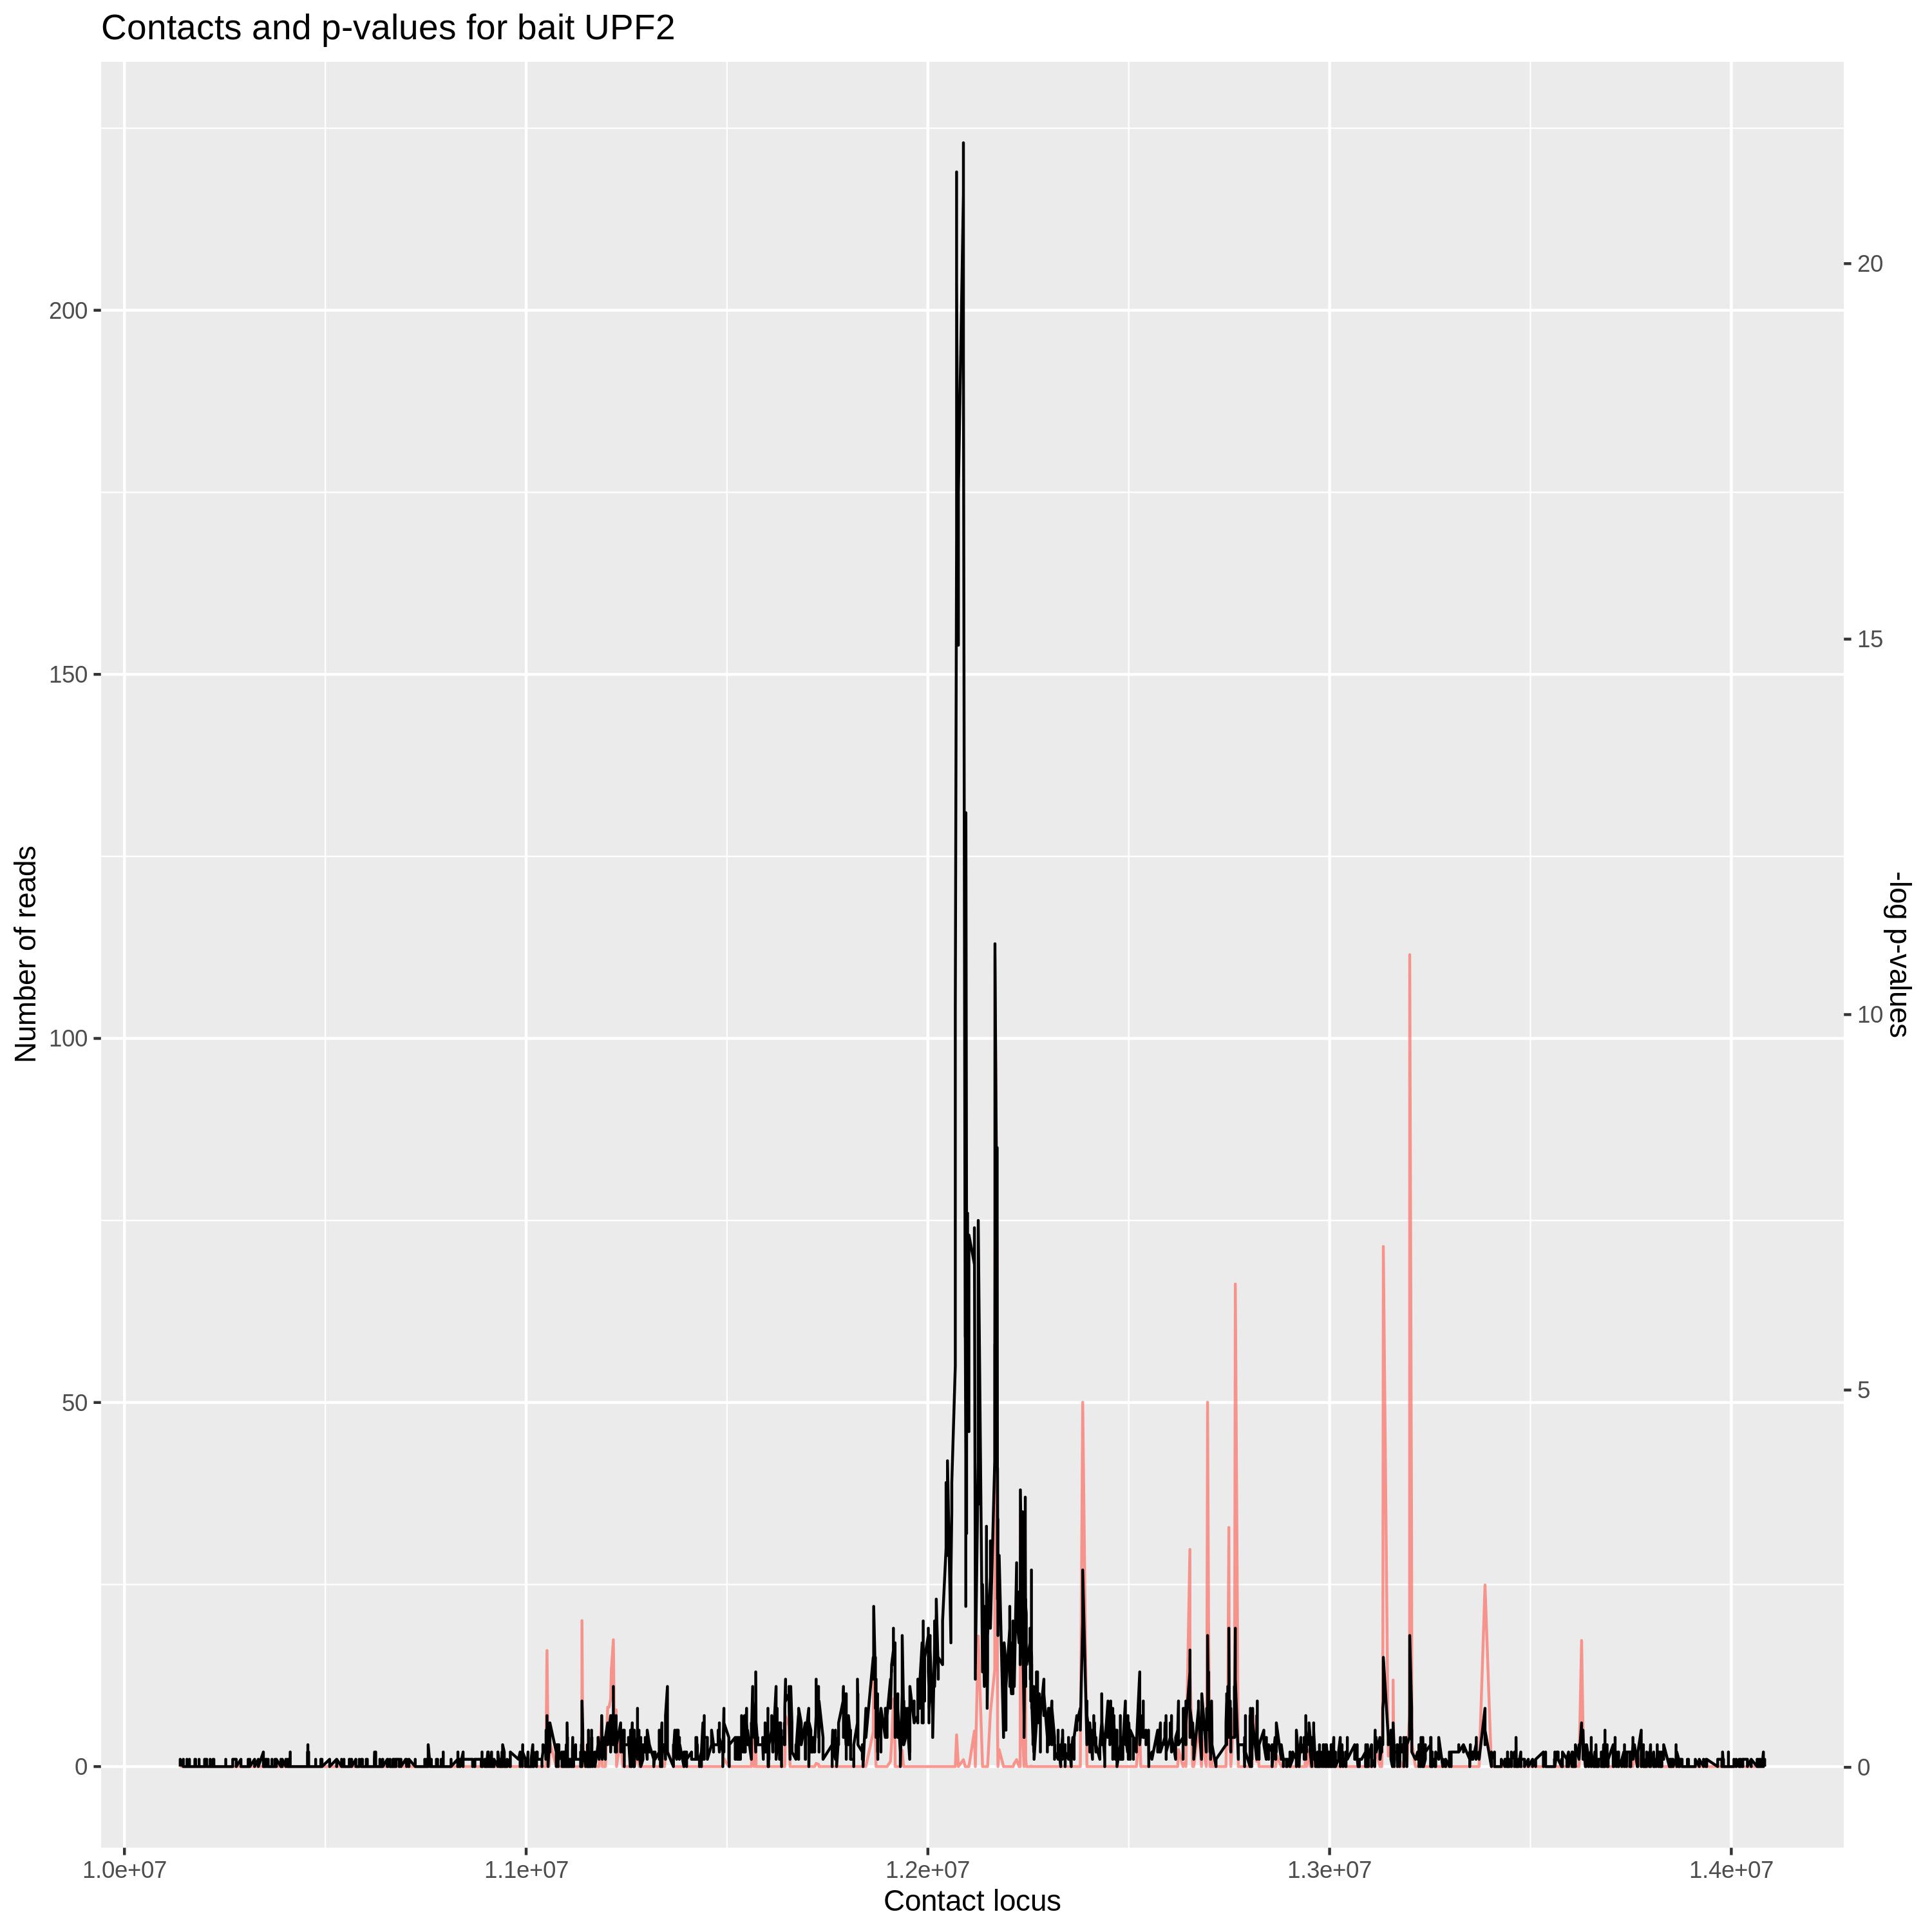 Contacts and p-values for bait UPF2
Number of reads
200
150
100
50
0
20
15
10
5
0
-log p-values
1.0e+07
1.1e+07
1.2e+07
1.3e+07
1.4e+07
Contact locus